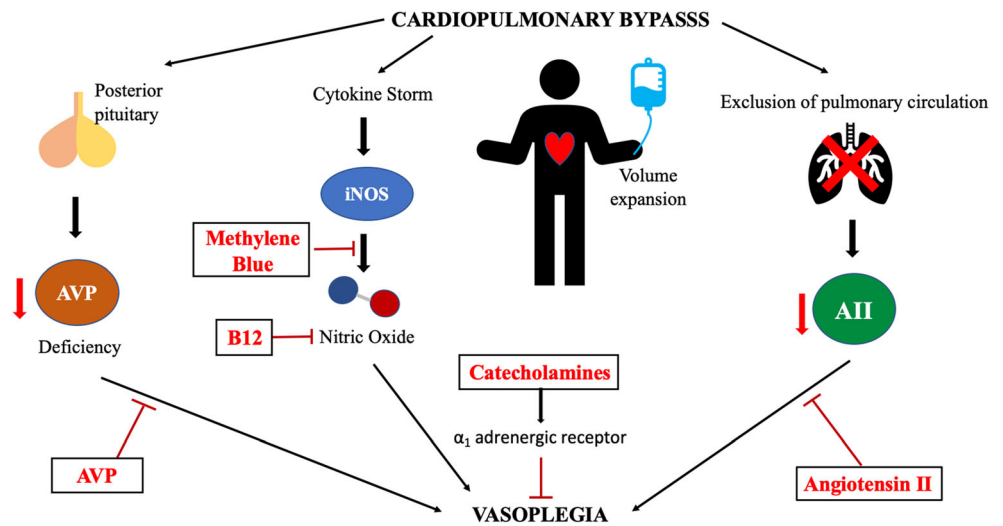 CARDIOPULMONARY BYPASSS
Posterior
pituitary
Cytokine Storm
Exclusion of pulmonary circulation
Volume
expansion
iNOS
Methylene
Blue
AVP
AII
B12
Nitric Oxide
Deficiency
Catecholamines
α₁ adrenergic receptor
AVP
Angiotensin II
VASOPLEGIA